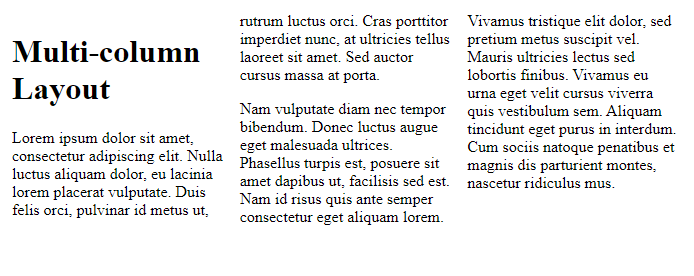 Multi-column
Layout
Lorem ipsum dolor sit amet,
consectetur adipiscing elit. Nulla
luctus aliquam dolor, eu lacinia
lorem placerat vulputate. Duis
felis orci, pulvinar id metus ut,
rutrum luctus orci. Cras porttitor
imperdiet nunc, at ultricies tellus
laoreet sit amet. Sed auctor
cursus massa at porta.
Nam vulputate diam nec tempor
bibendum. Donec luctus augue
eget malesuada ultrices.
Phasellus turpis est, posuere sit
amet dapibus ut, facilisis sed est.
Nam id risus quis ante semper
consectetur eget aliquam lorem.
Vivamus tristique elit dolor, sed
pretium metus suscipit vel.
Mauris ultricies lectus sed
lobortis finibus. Vivamus eu
urna eget velit cursus viverra
quis vestibulum sem. Aliquam
tincidunt eget purus in interdum.
Cum sociis natoque penatibus et
magnis dis parturient montes,
nascetur ridiculus mus.